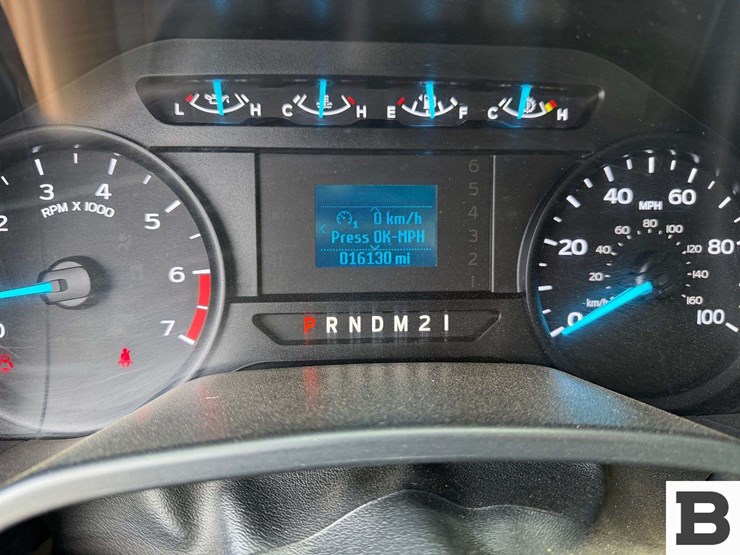 L H C H E F C H
2 3 4 5 6 7 0
RPM X 1000
0 km/h
Press OK-MPH
016130 mi
6
5
4
3
2
1
P R N D M 2 1
0 20 40 60 80 100
MPH
20 40 60 80 100 120 140 160
km/h
B